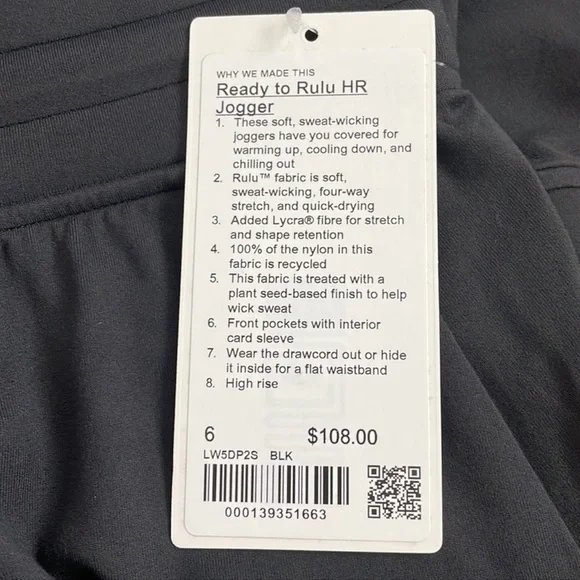 WHY WE MADE THIS
Ready to Rulu HR
Jogger
1. These soft, sweat-wicking
joggers have you covered for
warming up, cooling down, and
chilling out
2. Rulu™ fabric is soft,
sweat-wicking, four-way
stretch, and quick-drying
3. Added Lycra® fibre for stretch
and shape retention
4. 100% of the nylon in this
fabric is recycled
5. This fabric is treated with a
plant seed-based finish to help
wick sweat
6. Front pockets with interior
card sleeve
7. Wear the drawcord out or hide
it inside for a flat waistband
8. High rise
6 $108.00
LW5DP2S BLK
000139351663